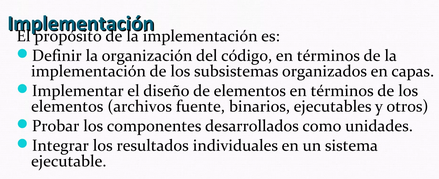 Implementación
El propósito de la implementación es:
Definir la organización del código, en términos de la
implementación de los subsistemas organizados en capas.
Implementar el diseño de elementos en términos de los
elementos (archivos fuente, binarios, ejecutables y otros)
Probar los componentes desarrollados como unidades.
Integrar los resultados individuales en un sistema
ejecutable.